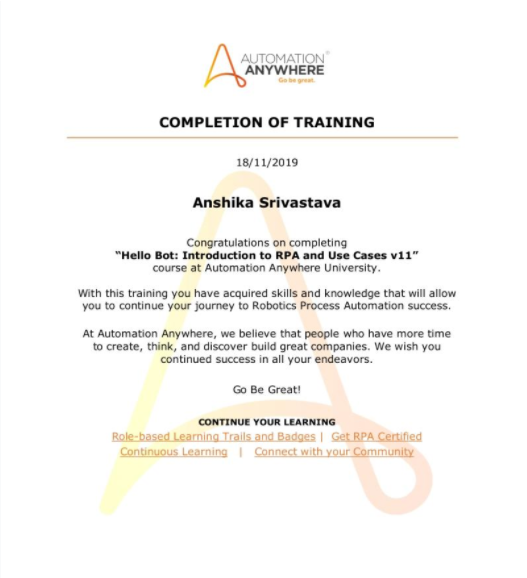 AUTOMATION®
ANYWHERE
Go be great.
COMPLETION OF TRAINING
18/11/2019
Anshika Srivastava
Congratulations on completing
“Hello Bot: Introduction to RPA and Use Cases v11”
course at Automation Anywhere University.
With this training you have acquired skills and knowledge that will allow
you to continue your journey to Robotics Process Automation success.
At Automation Anywhere, we believe that people who have more time
to create, think, and discover build great companies. We wish you
continued success in all your endeavors.
Go Be Great!
CONTINUE YOUR LEARNING
Role-based Learning Trails and Badges | Get RPA Certified
Continuous Learning | Connect with your Community